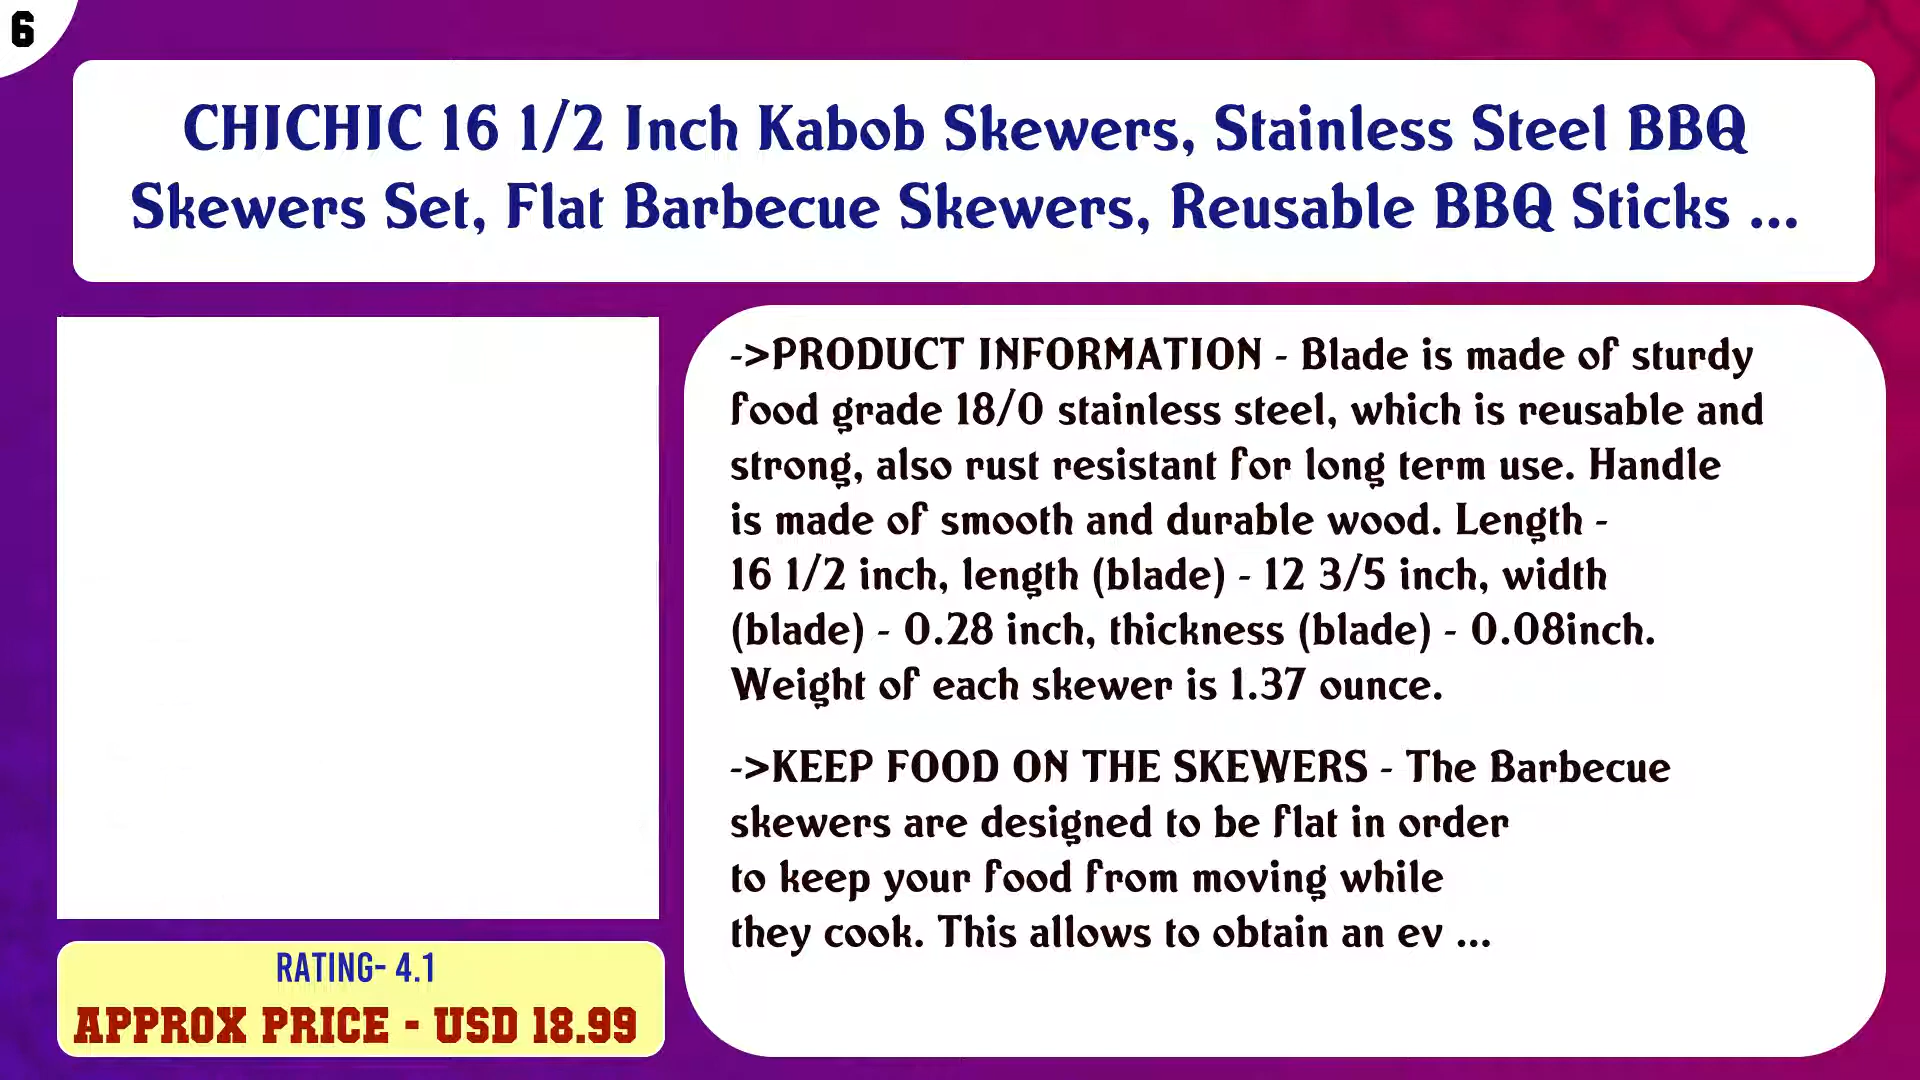 6
CHICHIC 16 1/2 Inch Kabob Skewers, Stainless Steel BBQ
Skewers Set, Flat Barbecue Skewers, Reusable BBQ Sticks ...
->PRODUCT INFORMATION - Blade is made of sturdy
food grade 18/0 stainless steel, which is reusable and
strong, also rust resistant for long term use. Handle
is made of smooth and durable wood. Length -
16 1/2 inch, length (blade) - 12 3/5 inch, width
(blade) - 0.28 inch, thickness (blade) - 0.08inch.
Weight of each skewer is 1.37 ounce.
->KEEP FOOD ON THE SKEWERS - The Barbecue
skewers are designed to be flat in order
to keep your food from moving while
they cook. This allows to obtain an ev ...
RATING- 4.1
APPROX PRICE - USD 18.99